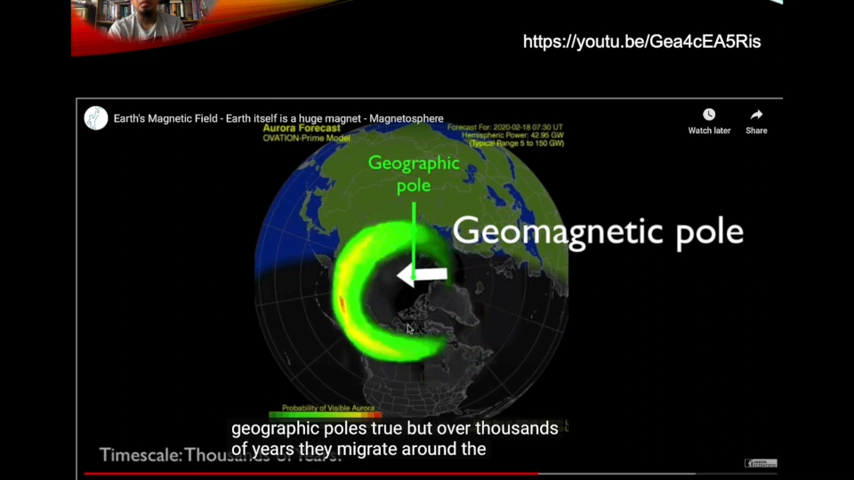 https://youtu.be/Gea4cEA5Ris
Earth's Magnetic Field - Earth itself is a huge magnet - Magnetosphere
Watch later
Share
Aurora Forecast
OVATION-Prime Model
Forecast For: 2020-02-18 07:30 UT
Hemispheric Power: 42.95 GW
(Typical Range 5 to 150 GW)
Geographic
pole
Geomagnetic pole
Probability of Visible Aurora
geographic poles true but over thousands
of years they migrate around the
Timescale: Thousands of Years.